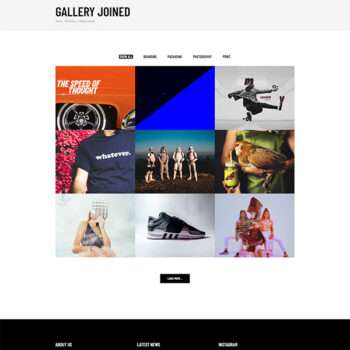 GALLERY JOINED
SHOW ALL BRANDING PACKAGING PHOTOGRAPHY PRINT
THE SPEED OF
THOUGHT
whatever.
LOAD MORE
ABOUT US LATEST NEWS INSTAGRAM